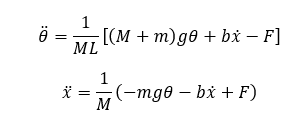 θ̈ = 1/(ML) [(M + m)gθ + bẋ − F]
ẍ = 1/M (−mgθ − bẋ + F)